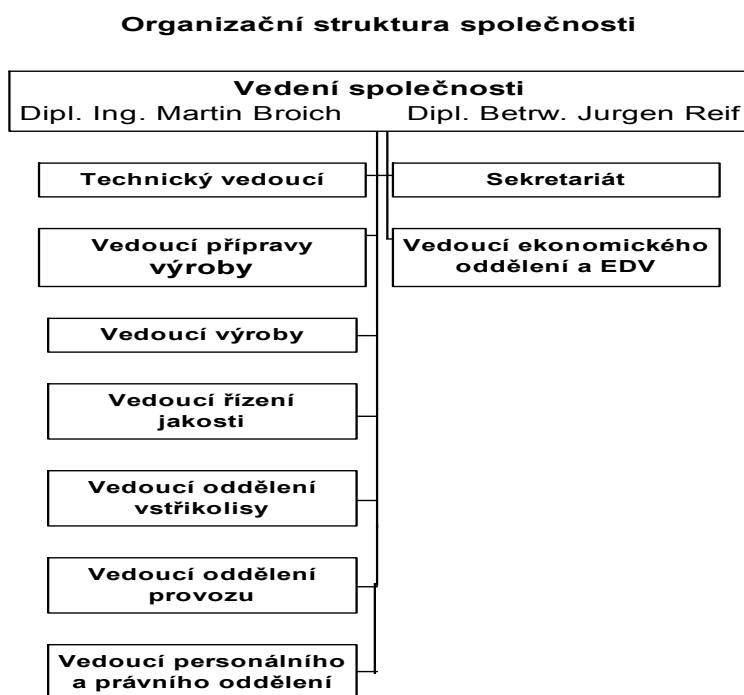 Organizační struktura společnosti
Vedení společnosti
Dipl. Ing. Martin Broich Dipl. Betrw. Jurgen Reif
Technický vedoucí
Sekretariát
Vedoucí přípravy
výroby
Vedoucí ekonomického
oddělení a EDV
Vedoucí výroby
Vedoucí řízení
jakosti
Vedoucí oddělení
vstřikolisy
Vedoucí oddělení
provozu
Vedoucí personálního
a právního oddělení